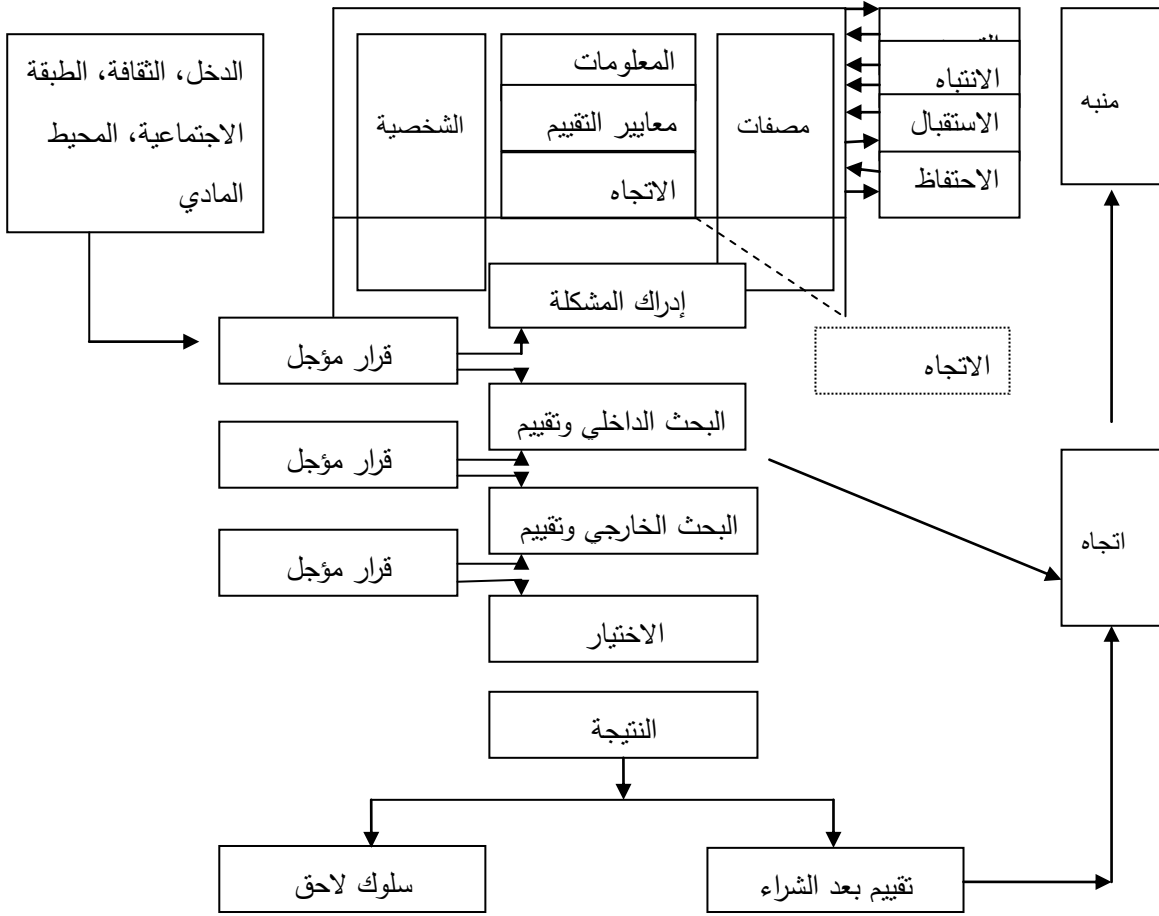 منبه
الانتباه
الاستقبال
الاحتفاظ
مصفات
المعلومات
معايير التقييم
الاتجاه
الشخصية
الدخل، الثقافة، الطبقة
الاجتماعية، المحيط
المادي
إدراك المشكلة
قرار مؤجل
الاتجاه
البحث الداخلي وتقييم
قرار مؤجل
البحث الخارجي وتقييم
اتجاه
قرار مؤجل
الاختيار
النتيجة
تقييم بعد الشراء
سلوك لاحق